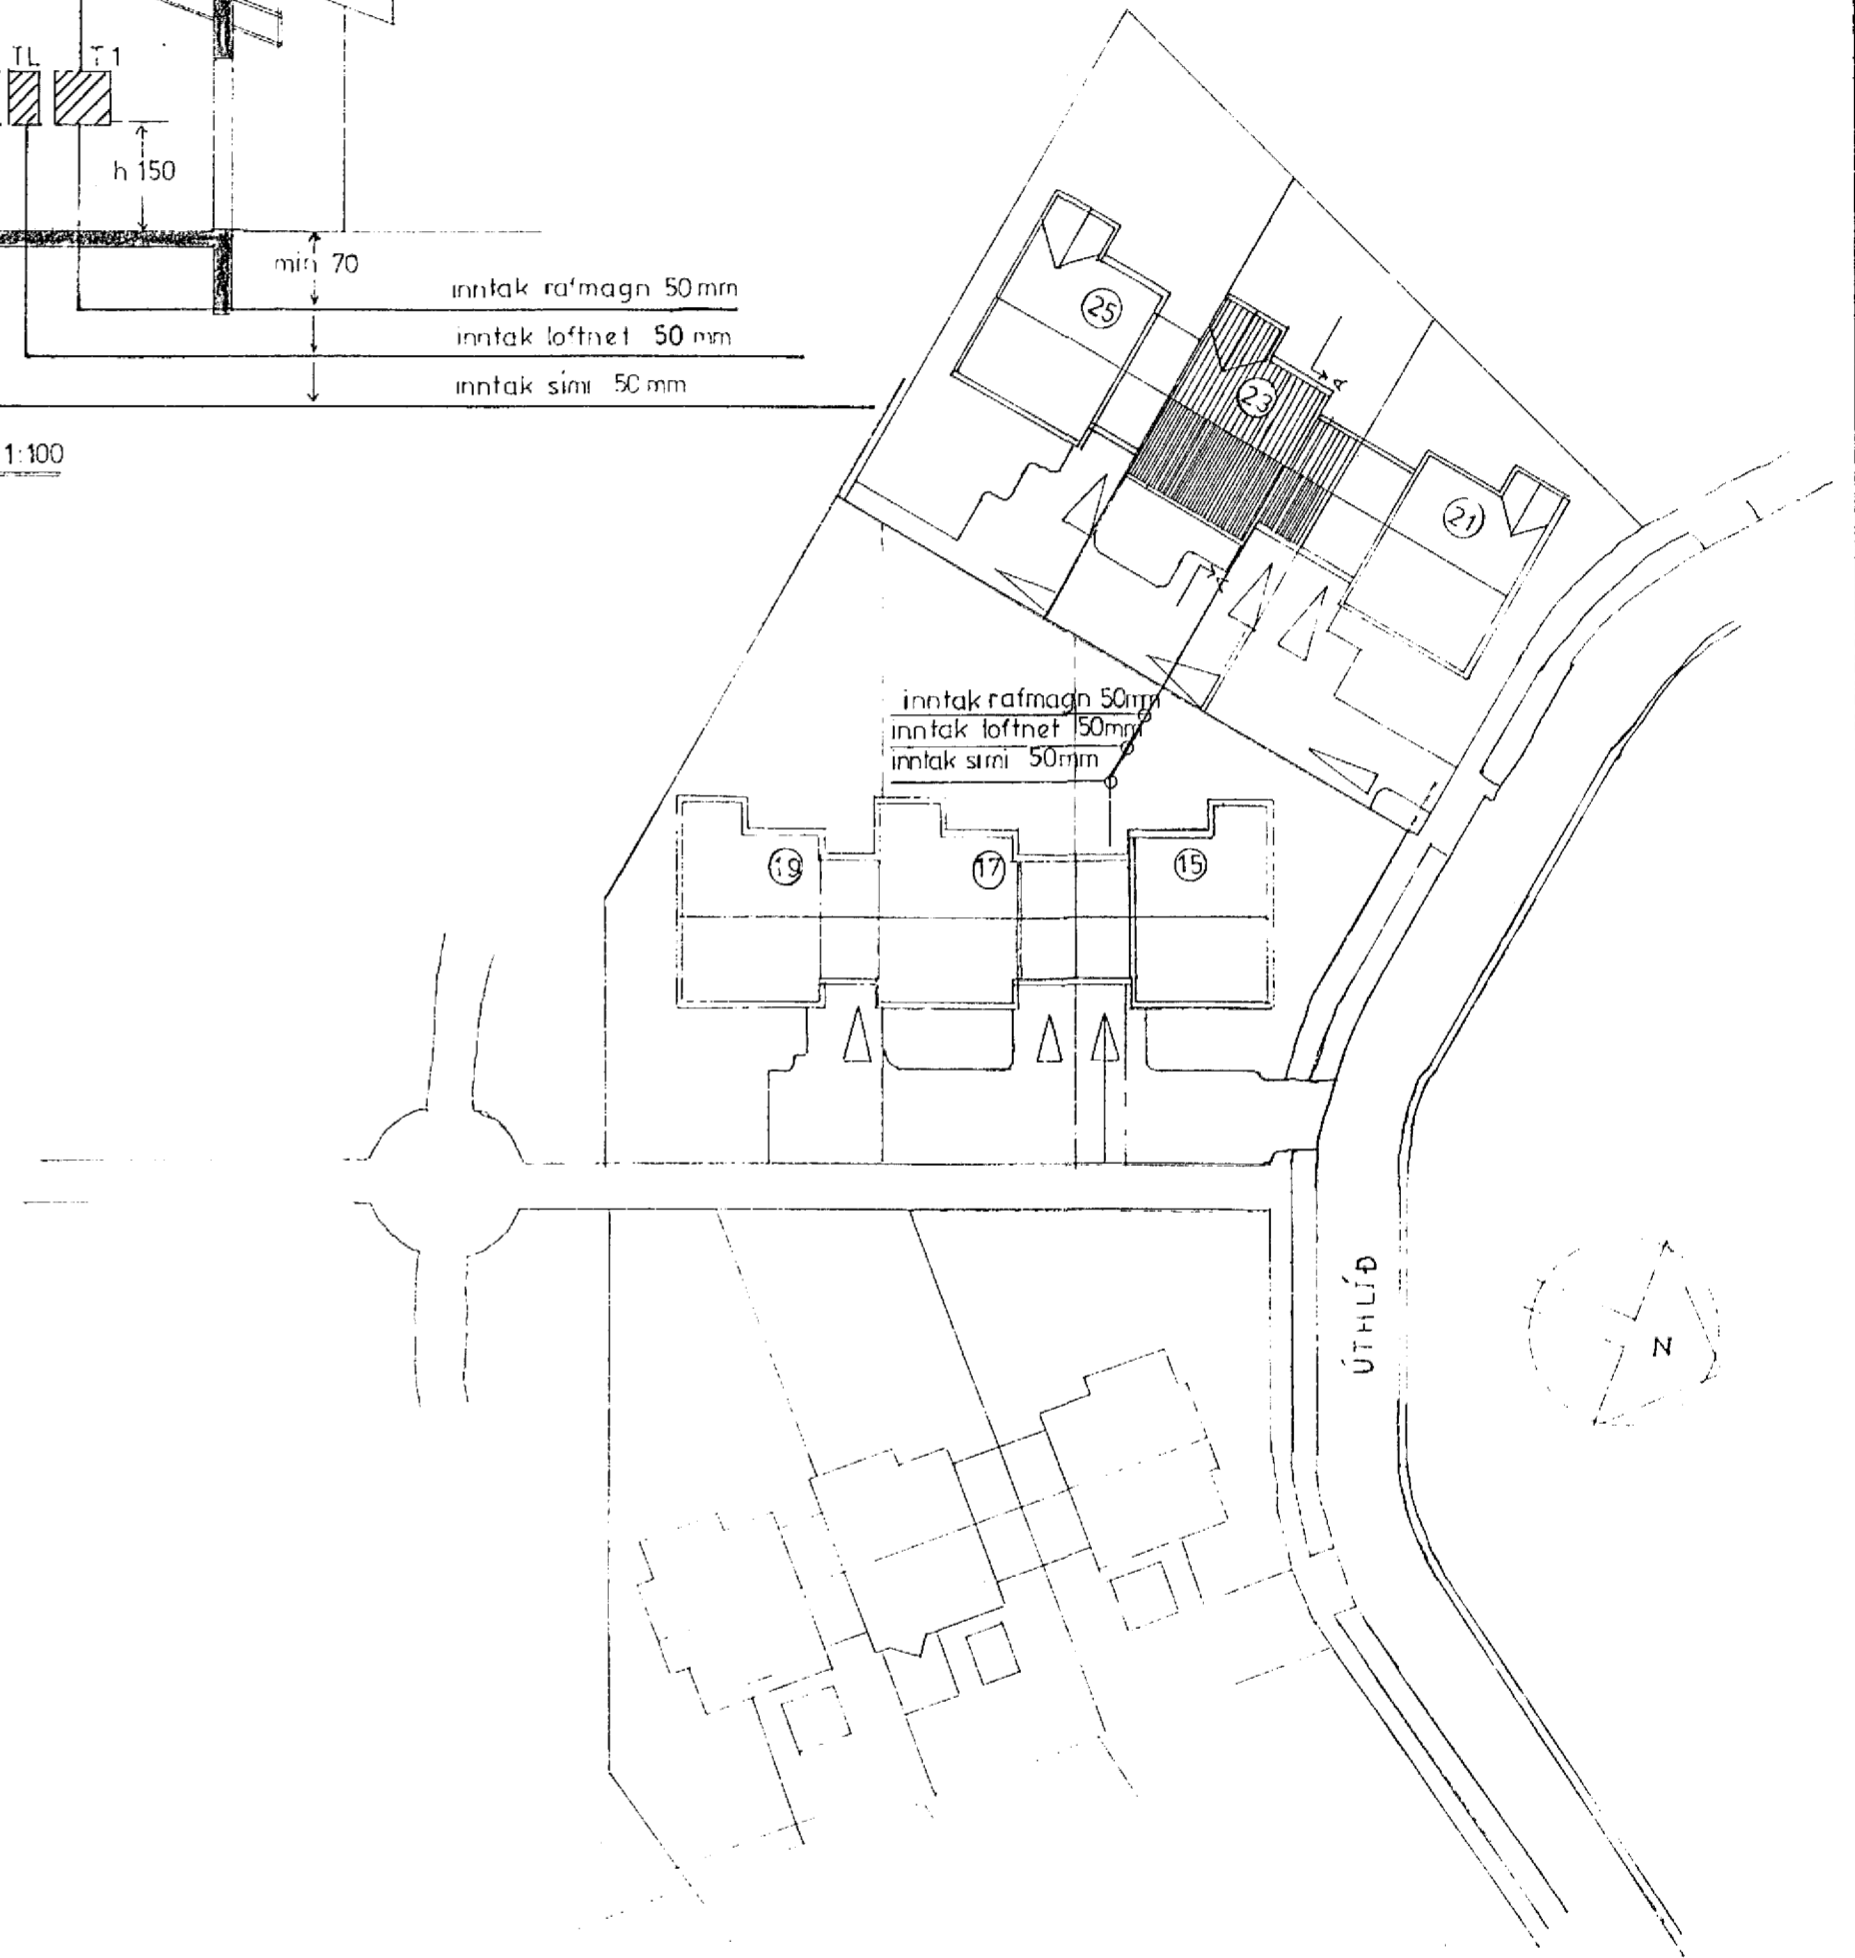 TL T1
h 150
min 70
inntak rafmagn 50 mm
inntak loftnet 50 mm
inntak sími 50 mm
1:100
25
23
A
21
A
inntak rafmagn 50mm
inntak loftnet 50mm
inntak sími 50mm
19
17
15
ÚTHLÍÐ
N